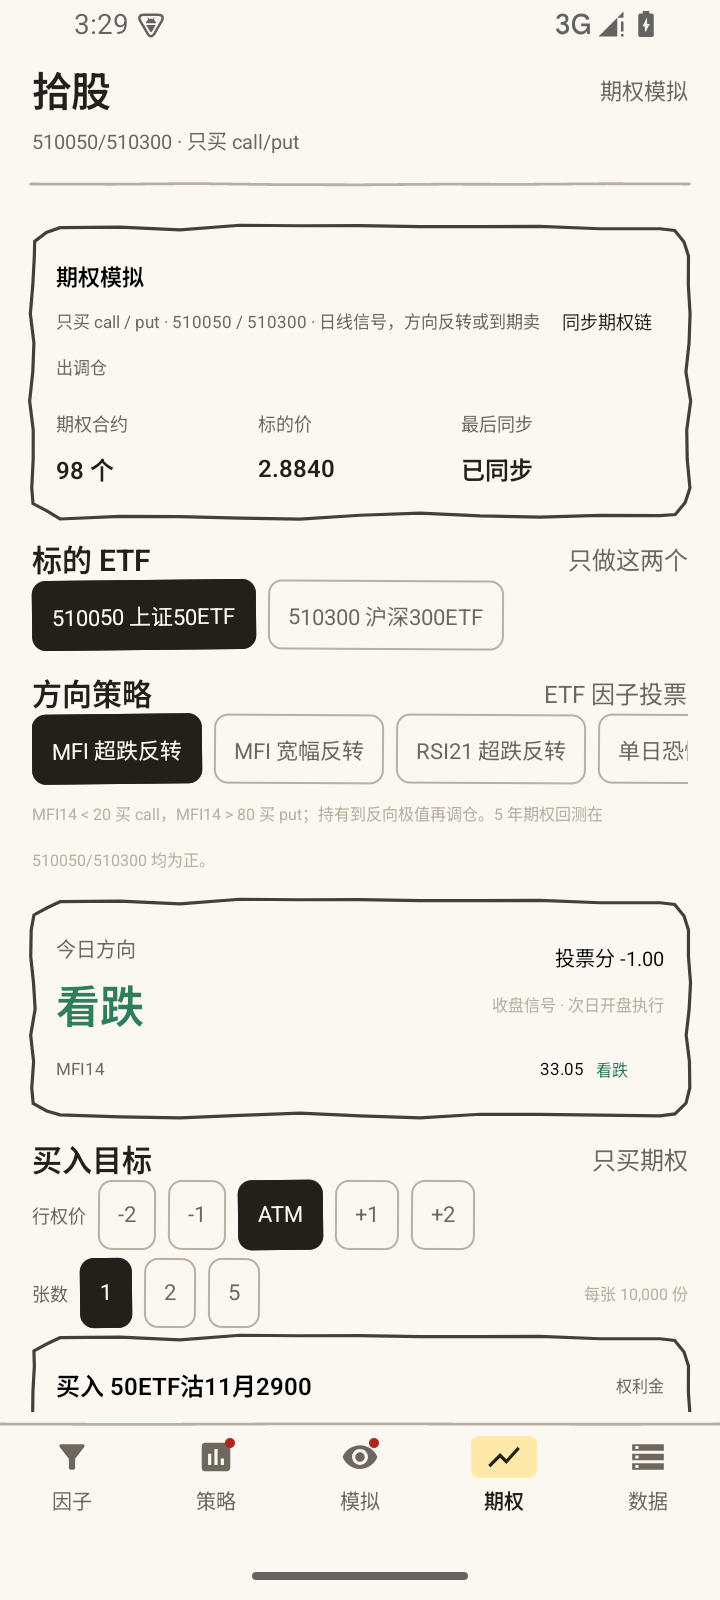 3:29
3G
拾股
期权模拟
510050/510300 · 只买 call/put
期权模拟
只买 call / put · 510050 / 510300 · 日线信号，方向反转或到期卖
出调仓
同步期权链
期权合约 标的价 最后同步
98 个 2.8840 已同步
标的 ETF 只做这两个
510050 上证50ETF 510300 沪深300ETF
方向策略 ETF 因子投票
MFI 超跌反转 MFI 宽幅反转 RSI21 超跌反转 单日恐
MFI14 < 20 买 call，MFI14 > 80 买 put；持有到反向极值再调仓。5 年期权回测在
510050/510300 均为正。
今日方向 投票分 -1.00
看跌 收盘信号 · 次日开盘执行
MFI14 33.05 看跌
买入目标 只买期权
行权价 -2 -1 ATM +1 +2
张数 1 2 5 每张 10,000 份
买入 50ETF沽11月2900 权利金
因子 策略 模拟 期权 数据